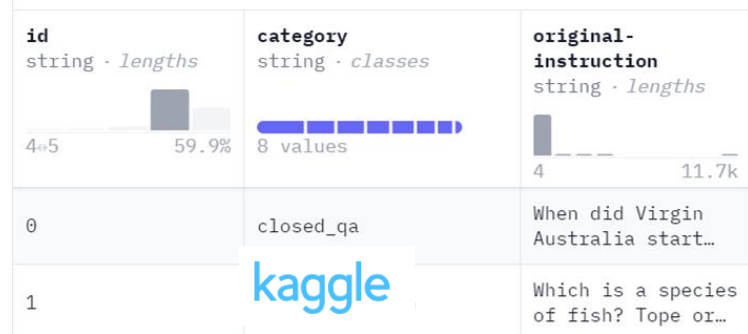 id
string · lengths
4↔5
59.9%
category
string · classes
8 values
original-
instruction
string · lengths
4
11.7k
0
closed_qa
When did Virgin
Australia start…
1
kaggle
Which is a species
of fish? Tope or…